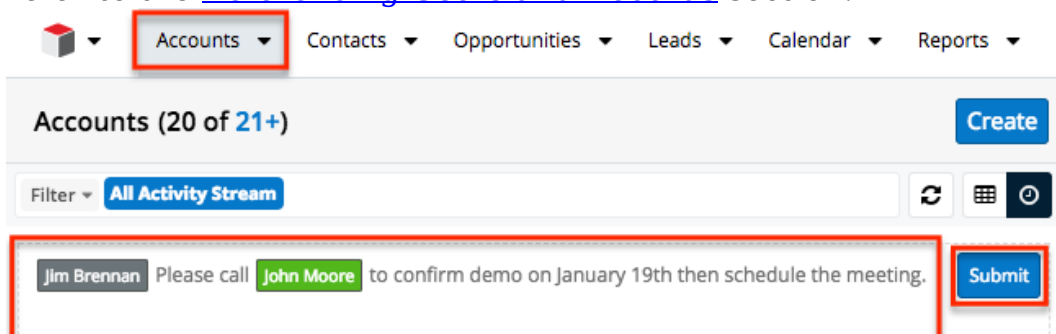 Accounts Contacts Opportunities Leads Calendar Reports
Accounts (20 of 21+) Create
Filter All Activity Stream
Jim Brennan Please call John Moore to confirm demo on January 19th then schedule the meeting. Submit